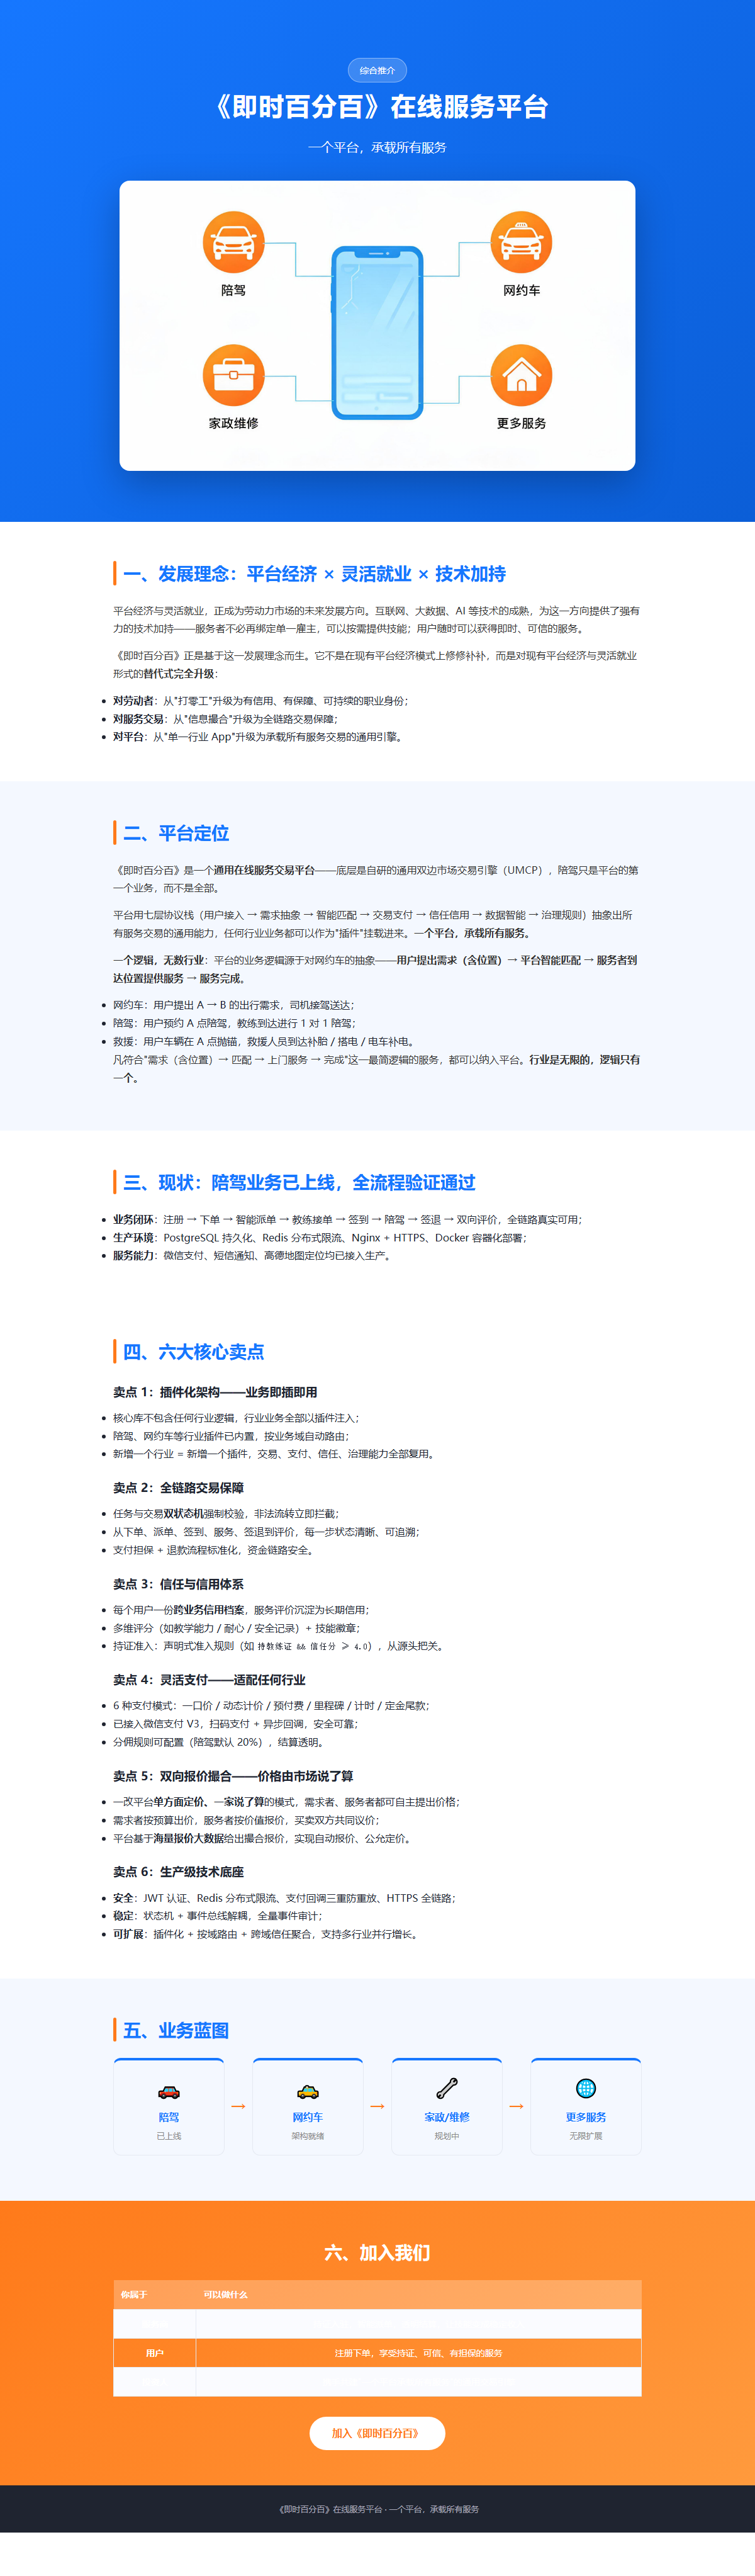 综合推介
《即时百分百》在线服务平台
一个平台，承载所有服务
陪驾
网约车
家政维修
更多服务
一、发展理念：平台经济 × 灵活就业 × 技术加持
平台经济与灵活就业，正成为劳动力市场的未来发展方向。互联网、大数据、AI 等技术的成熟，为这一方向提供了强有
力的技术加持——服务者不必再绑定单一雇主，可以按需提供技能；用户随时可以获得即时、可信的服务。
《即时百分百》正是基于这一发展理念而生。它不是在现有平台经济模式上修修补补，而是对现有平台经济与灵活就业
形式的替代式完全升级：
对劳动者：从"打零工"升级为有信用、有保障、可持续的职业身份；
对服务交易：从"信息撮合"升级为全链路交易保障；
对平台：从"单一行业 App"升级为承载所有服务交易的通用引擎。
二、平台定位
《即时百分百》是一个通用在线服务交易平台——底层是自研的通用双边市场交易引擎（UMCP），陪驾只是平台的第
一个业务，而不是全部。
平台用七层协议栈（用户接入 → 需求抽象 → 智能匹配 → 交易支付 → 信任信用 → 数据智能 → 治理规则）抽象出所
有服务交易的通用能力，任何行业业务都可以作为"插件"挂载进来。一个平台，承载所有服务。
一个逻辑，无数行业：平台的业务逻辑源于对网约车的抽象——用户提出需求（含位置）→ 平台智能匹配 → 服务者到
达位置提供服务 → 服务完成。
网约车：用户提出 A → B 的出行需求，司机接驾送达；
陪驾：用户预约 A 点陪驾，教练到达进行 1 对 1 陪驾；
救援：用户车辆在 A 点抛锚，救援人员到达补胎 / 搭电 / 电车补电。
凡符合"需求（含位置）→ 匹配 → 上门服务 → 完成"这一最简逻辑的服务，都可以纳入平台。行业是无限的，逻辑只有
一个。
三、现状：陪驾业务已上线，全流程验证通过
业务闭环：注册 → 下单 → 智能派单 → 教练接单 → 签到 → 陪驾 → 签退 → 双向评价，全链路真实可用；
生产环境：PostgreSQL 持久化、Redis 分布式限流、Nginx + HTTPS、Docker 容器化部署；
服务能力：微信支付、短信通知、高德地图定位均已接入生产。
四、六大核心卖点
卖点 1：插件化架构——业务即插即用
核心库不包含任何行业逻辑，行业业务全部以插件注入；
陪驾、网约车等行业插件已内置，按业务域自动路由；
新增一个行业 = 新增一个插件，交易、支付、信任、治理能力全部复用。
卖点 2：全链路交易保障
任务与交易双状态机强制校验，非法流转立即拦截；
从下单、派单、签到、服务、签退到评价，每一步状态清晰、可追溯；
支付担保 + 退款流程标准化，资金链路安全。
卖点 3：信任与信用体系
每个用户一份跨业务信用档案，服务评价沉淀为长期信用；
多维评分（如教学能力 / 耐心 / 安全记录）+ 技能徽章；
持证准入：声明式准入规则（如 持教练证 && 信任分 ≥ 4.0），从源头把关。
卖点 4：灵活支付——适配任何行业
6 种支付模式：一口价 / 动态计价 / 预付费 / 里程碑 / 计时 / 定金尾款；
已接入微信支付 V3，扫码支付 + 异步回调，安全可靠；
分佣规则可配置（陪驾默认 20%），结算透明。
卖点 5：双向报价撮合——价格由市场说了算
一改平台单方面定价、一家说了算的模式，需求者、服务者都可自主提出价格；
需求者按预算出价，服务者按价值报价，买卖双方共同议价；
平台基于海量报价大数据给出撮合报价，实现自动报价、公允定价。
卖点 6：生产级技术底座
安全：JWT 认证、Redis 分布式限流、支付回调三重防重放、HTTPS 全链路；
稳定：状态机 + 事件总线解耦，全量事件审计；
可扩展：插件化 + 按域路由 + 跨域信任聚合，支持多行业并行增长。
五、业务蓝图
陪驾
已上线
→
网约车
架构就绪
→
家政/维修
规划中
→
更多服务
无限扩展
六、加入我们
你属于 可以做什么
用户 注册下单，享受持证、可信、有担保的服务
加入《即时百分百》
《即时百分百》在线服务平台 · 一个平台，承载所有服务